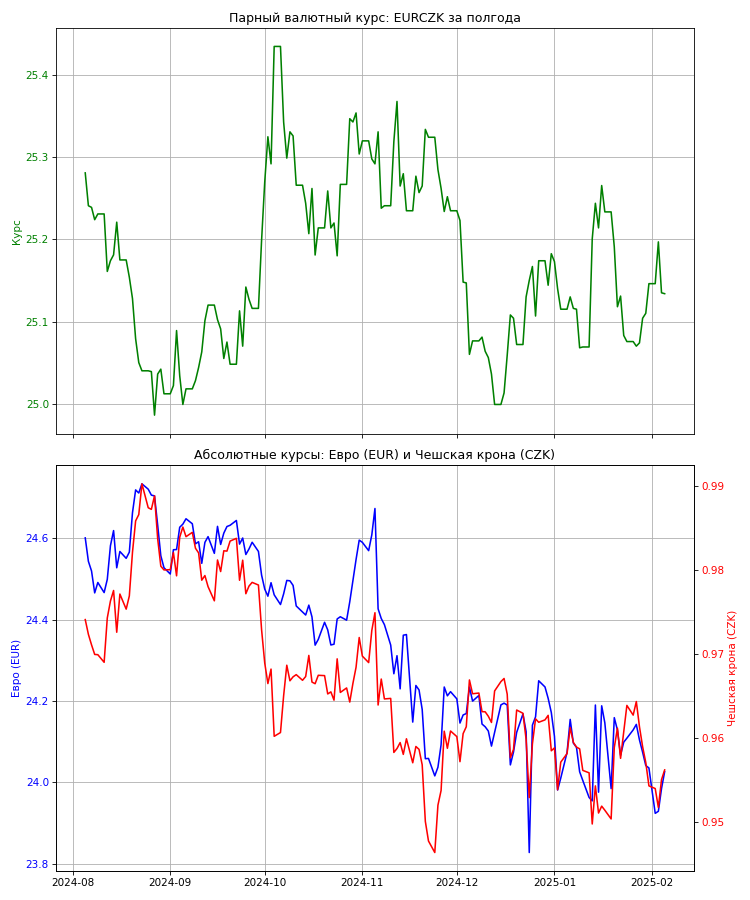 Парный валютный курс: EURCZK за полгода
25.4
25.3
25.2
25.1
25.0
Курс
Абсолютные курсы: Евро (EUR) и Чешская крона (CZK)
24.6
24.4
24.2
24.0
23.8
Евро (EUR)
0.99
0.98
0.97
0.96
0.95
Чешская крона (CZK)
2024-08 2024-09 2024-10 2024-11 2024-12 2025-01 2025-02